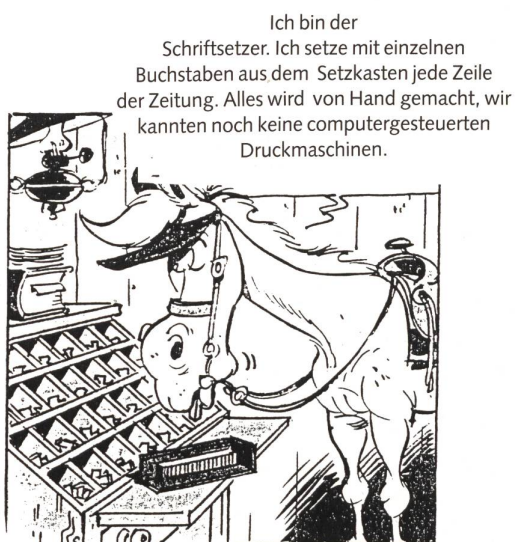 Ich bin der
Schriftsetzer. Ich setze mit einzelnen
Buchstaben aus dem Setzkasten jede Zeile
der Zeitung. Alles wird von Hand gemacht, wir
kannten noch keine computergesteuerten
Druckmaschinen.